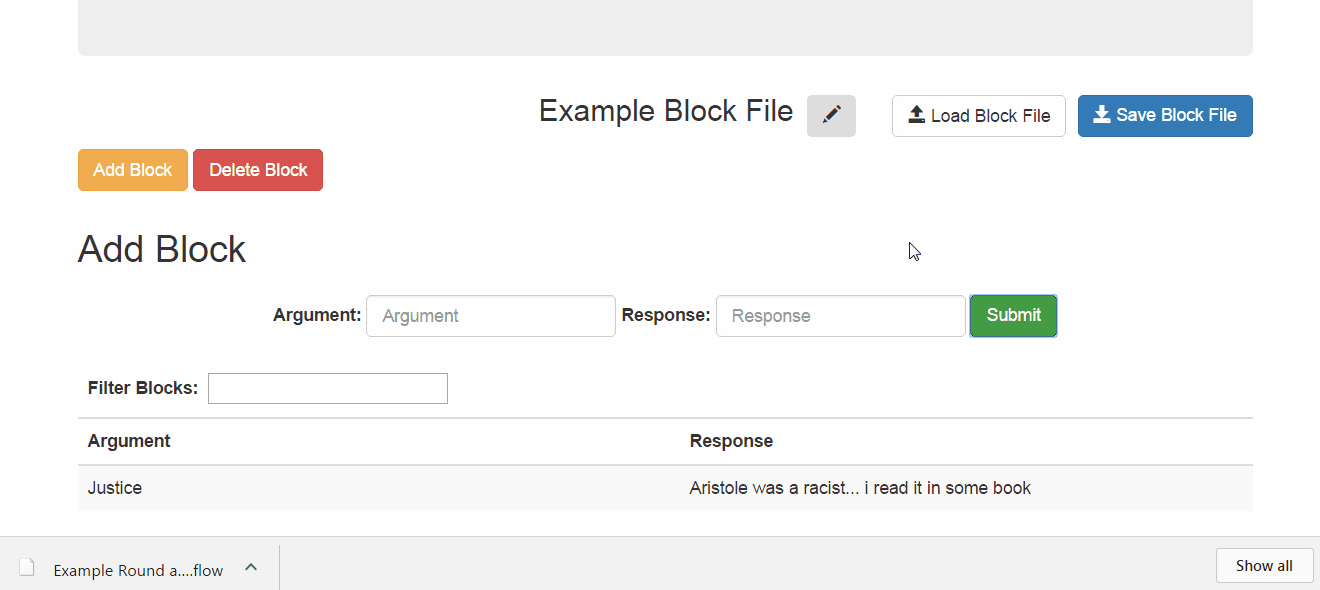 Example Block File
Load Block File
Save Block File
Add Block
Delete Block
Add Block
Argument: Argument Response: Response Submit
Filter Blocks:
Argument Response
Justice Aristole was a racist... i read it in some book
Example Round a....flow
Show all